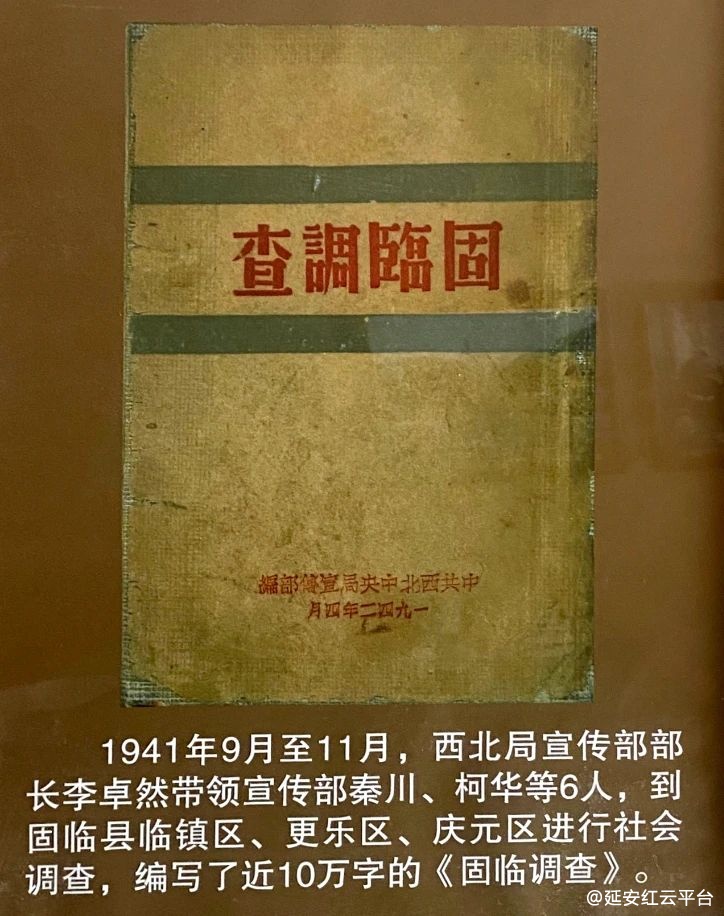 固臨調查
中共西北中央局宣傳部編
一九四二年四月
1941年9月至11月，西北局宣传部部
长李卓然带领宣传部秦川、柯华等6人，到
固临县临镇区、更乐区、庆元区进行社会
调查，编写了近10万字的《固临调查》。
@延安红云平台